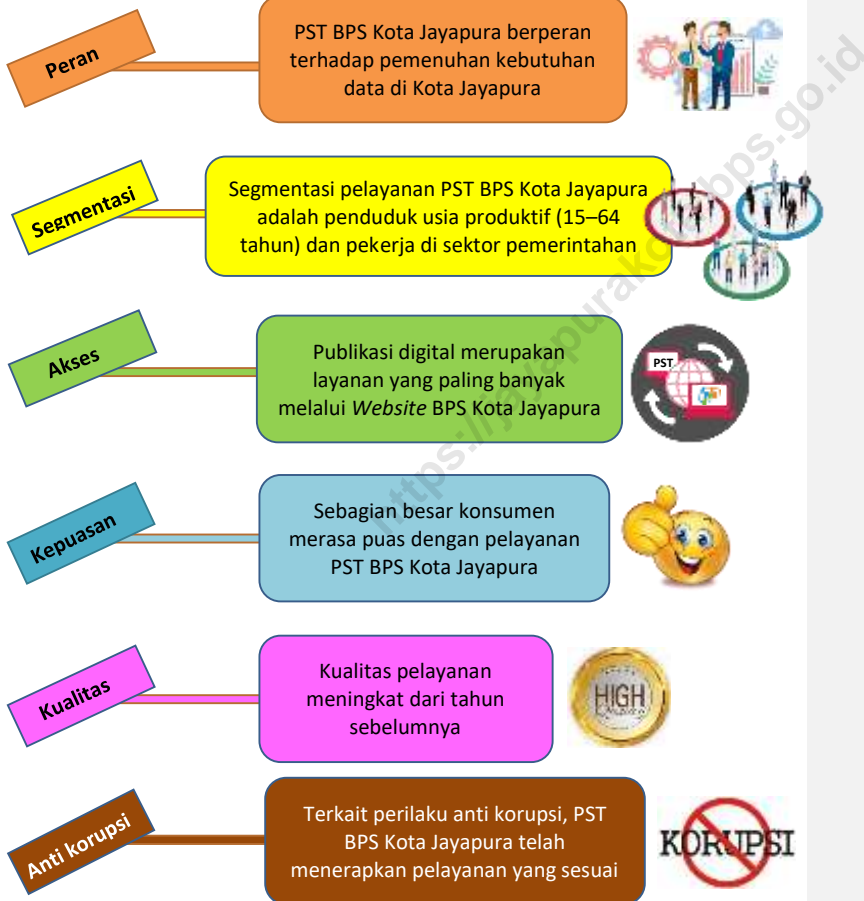 Peran
PST BPS Kota Jayapura berperan
terhadap pemenuhan kebutuhan
data di Kota Jayapura
Segmentasi
Segmentasi pelayanan PST BPS Kota Jayapura
adalah penduduk usia produktif (15–64
tahun) dan pekerja di sektor pemerintahan
Akses
Publikasi digital merupakan
layanan yang paling banyak
melalui Website BPS Kota Jayapura
PST
Kepuasan
Sebagian besar konsumen
merasa puas dengan pelayanan
PST BPS Kota Jayapura
Kualitas
Kualitas pelayanan
meningkat dari tahun
sebelumnya
HIGH
Anti korupsi
Terkait perilaku anti korupsi, PST
BPS Kota Jayapura telah
menerapkan pelayanan yang sesuai
KORUPSI